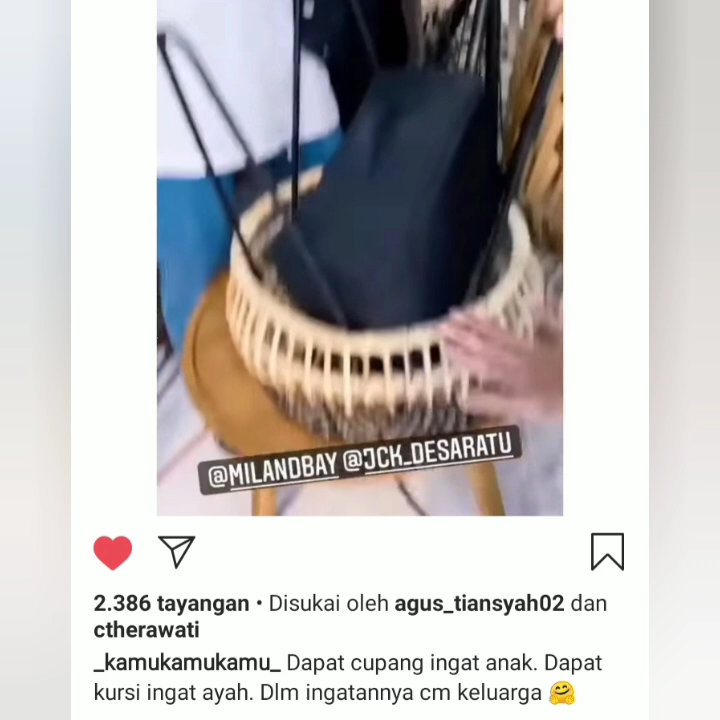 @MILANDBAY @JCK_DESARATU
2.386 tayangan • Disukai oleh agus_tiansyah02 dan
ctherawati
_kamukamukamu_ Dapat cupang ingat anak. Dapat
kursi ingat ayah. Dlm ingatannya cm keluarga 🤗